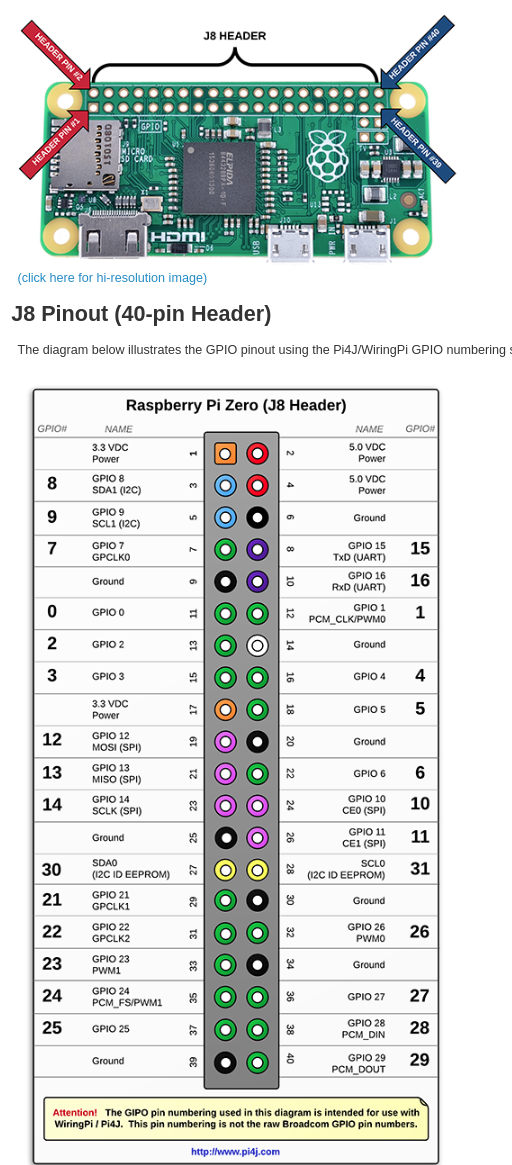 J8 HEADER
HEADER PIN #2
HEADER PIN #40
HEADER PIN #1
HEADER PIN #39
GPIO
MICRO
SD CARD
ELPIDA
HDMI
USB
J10
PWR IN
J1
(click here for hi-resolution image)
J8 Pinout (40-pin Header)
The diagram below illustrates the GPIO pinout using the Pi4J/WiringPi GPIO numbering s
Raspberry Pi Zero (J8 Header)
GPIO# NAME NAME GPIO#
3.3 VDC
Power 1 2 5.0 VDC
Power
8 GPIO 8
SDA1 (I2C) 3 4 5.0 VDC
Power
9 GPIO 9
SCL1 (I2C) 5 6 Ground
7 GPIO 7
GPCLK0 7 8 GPIO 15
TxD (UART) 15
Ground 9 10 GPIO 16
RxD (UART) 16
0 GPIO 0 11 12 GPIO 1
PCM_CLK/PWM0 1
2 GPIO 2 13 14 Ground
3 GPIO 3 15 16 GPIO 4 4
3.3 VDC
Power 17 18 GPIO 5 5
12 GPIO 12
MOSI (SPI) 19 20 Ground
13 GPIO 13
MISO (SPI) 21 22 GPIO 6 6
14 GPIO 14
SCLK (SPI) 23 24 GPIO 10
CE0 (SPI) 10
Ground 25 26 GPIO 11
CE1 (SPI) 11
30 SDA0
(I2C ID EEPROM) 27 28 SCL0
(I2C ID EEPROM) 31
21 GPIO 21
GPCLK1 29 30 Ground
22 GPIO 22
GPCLK2 31 32 GPIO 26
PWM0 26
23 GPIO 23
PWM1 33 34 Ground
24 GPIO 24
PCM_FS/PWM1 35 36 GPIO 27 27
25 GPIO 25 37 38 GPIO 28
PCM_DIN 28
Ground 39 40 GPIO 29
PCM_DOUT 29
Attention! The GIPO pin numbering used in this diagram is intended for use with
WiringPi / Pi4J. This pin numbering is not the raw Broadcom GPIO pin numbers.
http://www.pi4j.com